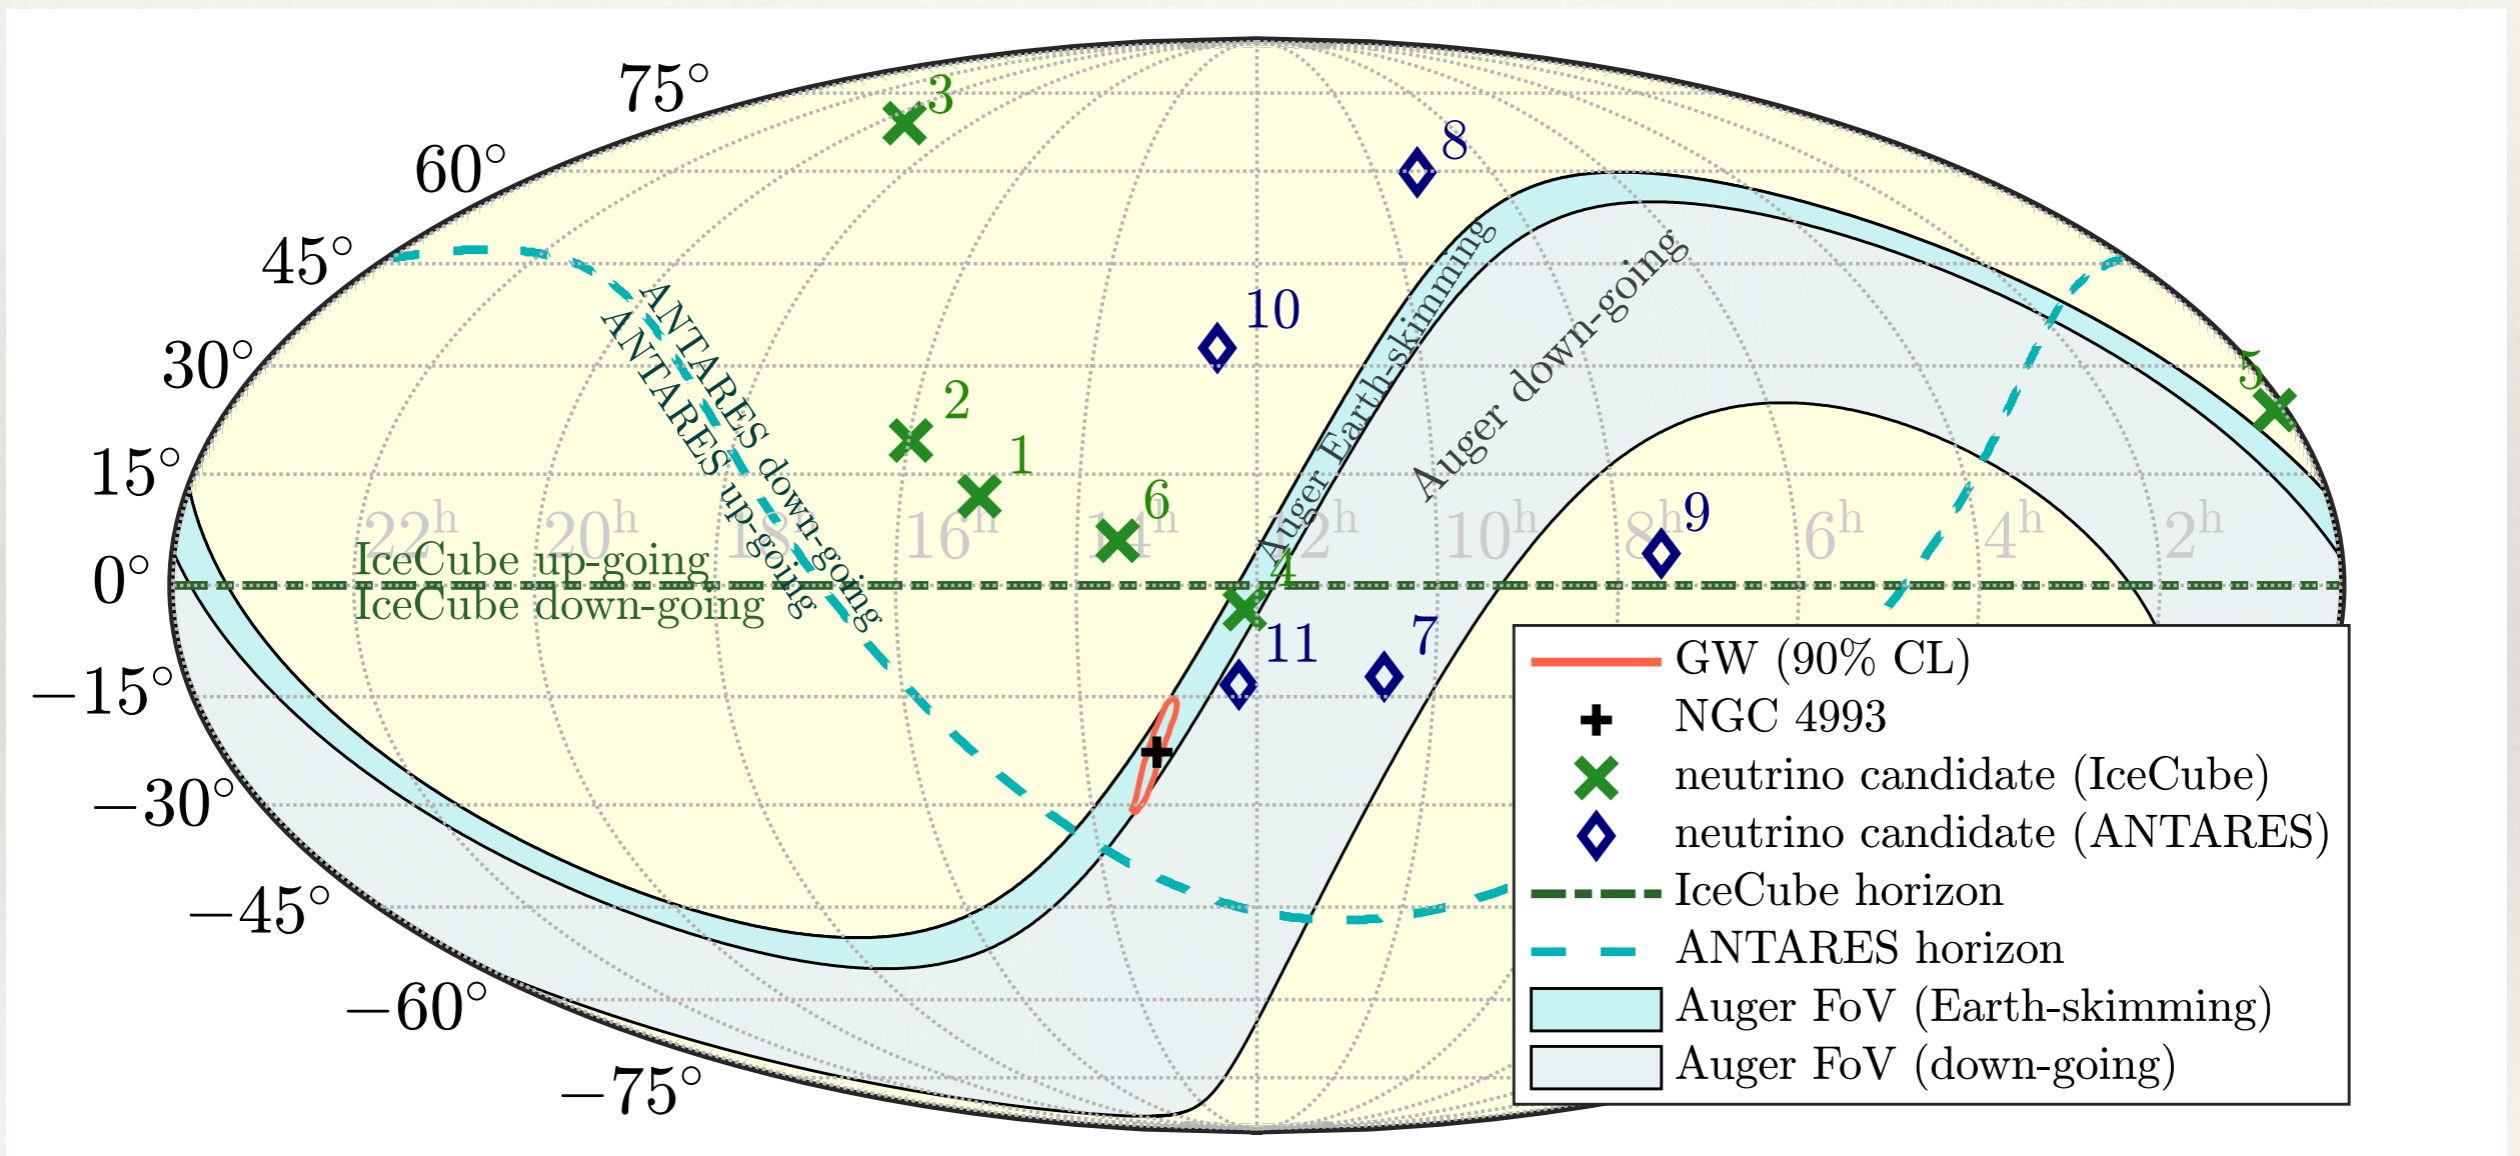 75°
3
60°
8
45°
10
30°
5
2
1
15°
6
9
22h
20h
18h
16h
14h
12h
10h
8h
6h
4h
2h
ANTARES down-going
ANTARES up-going
Auger Earth-skimming
Auger down-going
IceCube up-going
0°
IceCube down-going
4
11
7
−15°
−30°
−45°
−60°
−75°
GW (90% CL)
NGC 4993
neutrino candidate (IceCube)
neutrino candidate (ANTARES)
IceCube horizon
ANTARES horizon
Auger FoV (Earth-skimming)
Auger FoV (down-going)